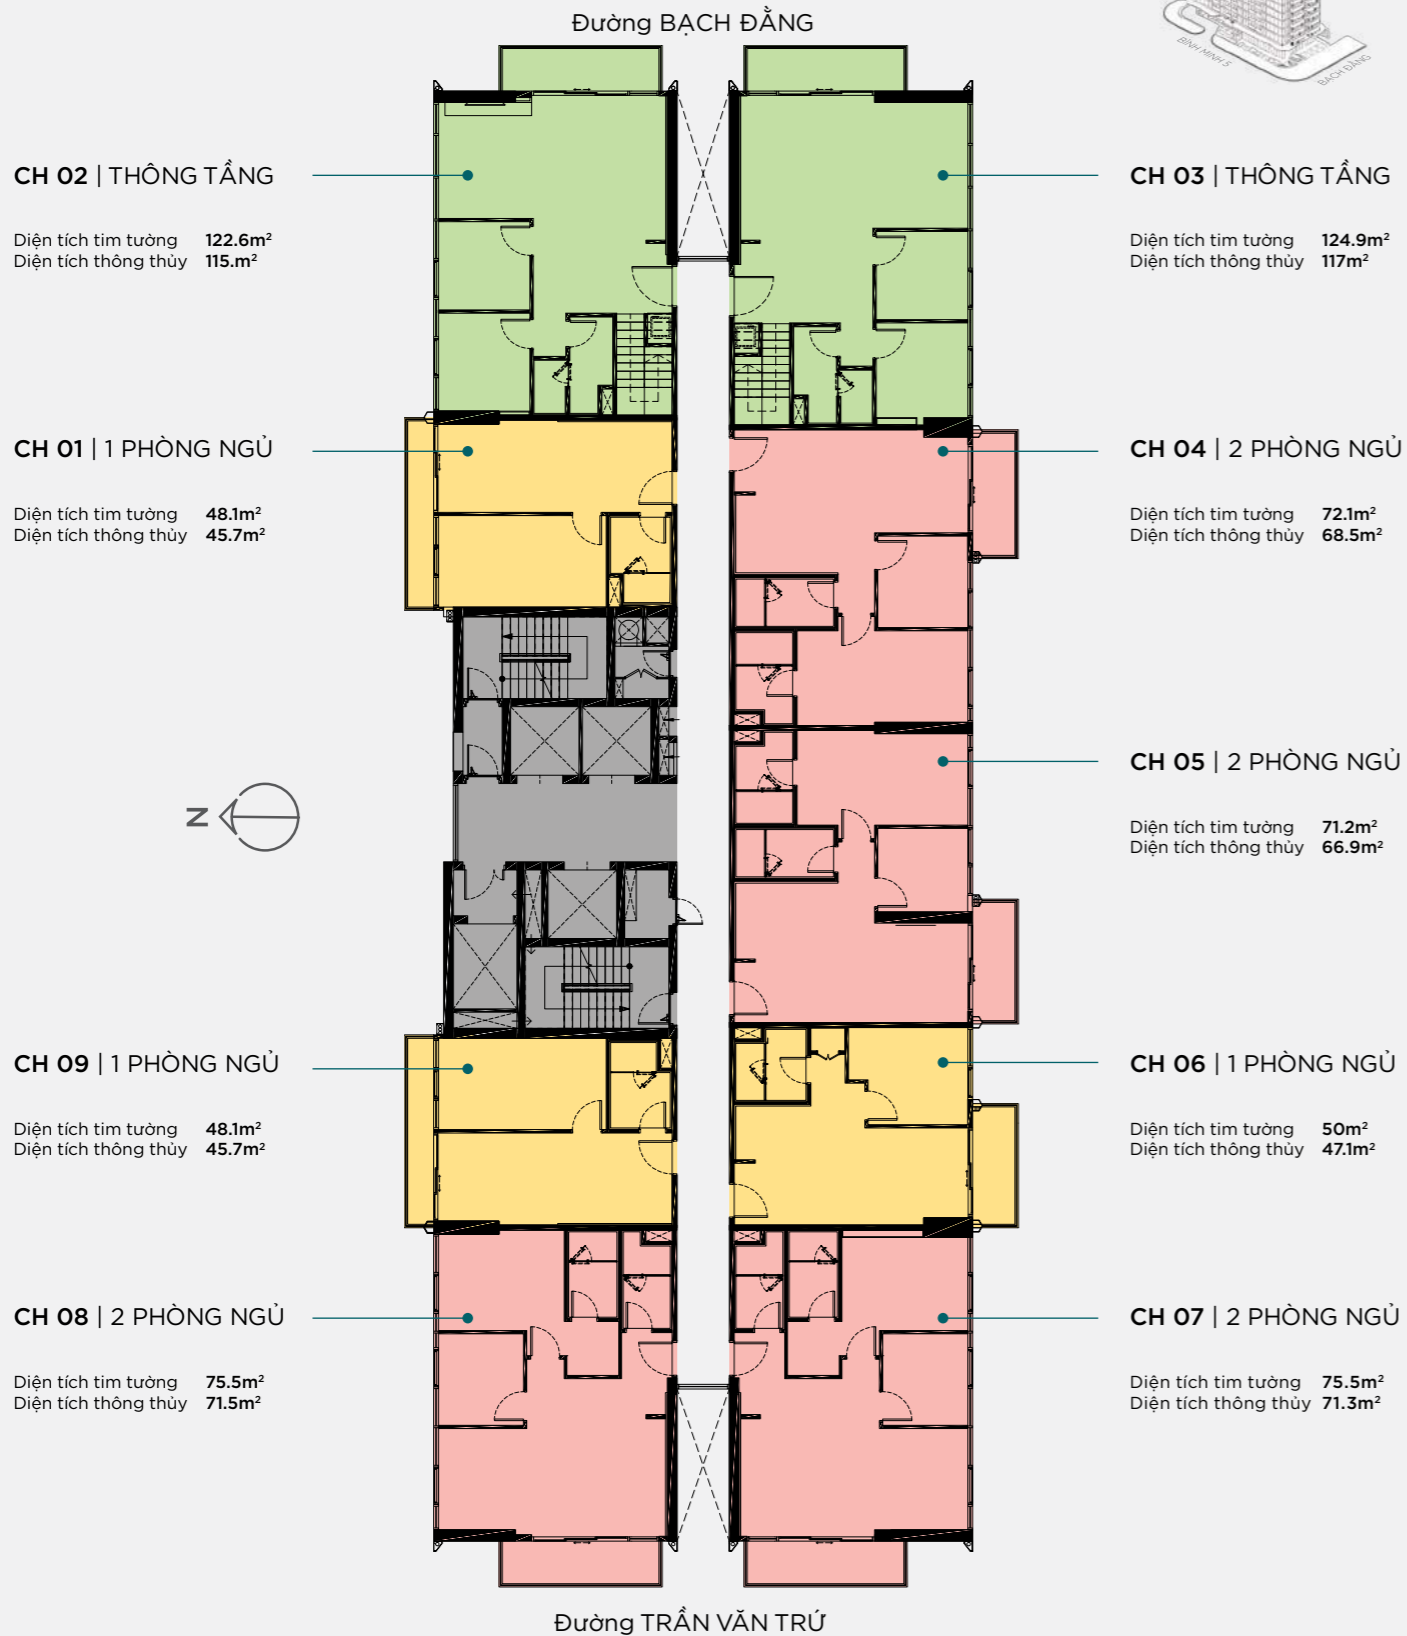 Đường BẠCH ĐẰNG
BÌNH MINH 5
BẠCH ĐẰNG
CH 02 | THÔNG TẦNG
Diện tích tim tường 122.6m²
Diện tích thông thủy 115.m²
CH 03 | THÔNG TẦNG
Diện tích tim tường 124.9m²
Diện tích thông thủy 117m²
CH 01 | 1 PHÒNG NGỦ
Diện tích tim tường 48.1m²
Diện tích thông thủy 45.7m²
CH 04 | 2 PHÒNG NGỦ
Diện tích tim tường 72.1m²
Diện tích thông thủy 68.5m²
CH 05 | 2 PHÒNG NGỦ
Diện tích tim tường 71.2m²
Diện tích thông thủy 66.9m²
N
CH 09 | 1 PHÒNG NGỦ
Diện tích tim tường 48.1m²
Diện tích thông thủy 45.7m²
CH 06 | 1 PHÒNG NGỦ
Diện tích tim tường 50m²
Diện tích thông thủy 47.1m²
CH 08 | 2 PHÒNG NGỦ
Diện tích tim tường 75.5m²
Diện tích thông thủy 71.5m²
CH 07 | 2 PHÒNG NGỦ
Diện tích tim tường 75.5m²
Diện tích thông thủy 71.3m²
Đường TRẦN VĂN TRỨ